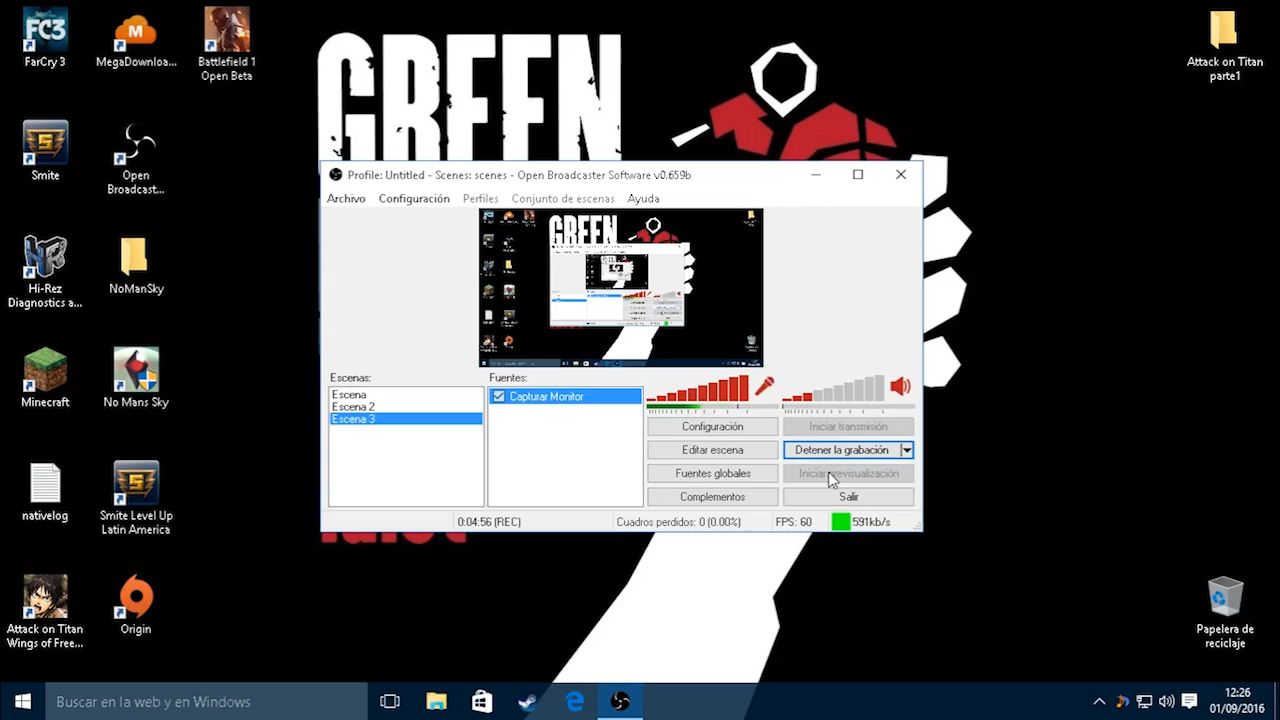 FC3
FarCry 3
M
MegaDownloa...
Battlefield 1
Open Beta
Attack on Titan
parte1
GREEN
Smite
Open
Broadcast...
Hi-Rez
Diagnostics a...
NoManSky
Minecraft
No Mans Sky
nativelog
Smite Level Up
Latin America
Attack on Titan
Wings of Free...
Origin
Papelera de
reciclaje
Profile: Untitled - Scenes: scenes - Open Broadcaster Software v0.659b
Archivo Configuración Perfiles Conjunto de escenas Ayuda
GREEN
Escenas:
Escena
Escena 2
Escena 3
Fuentes:
Capturar Monitor
Configuración
Iniciar transmisión
Editar escena
Detener la grabación
Fuentes globales
Iniciar previsualización
Complementos
Salir
0:04:56 (REC)
Cuadros perdidos: 0 (0.00%)
FPS: 60
591kb/s
Buscar en la web y en Windows
12:26
01/09/2016